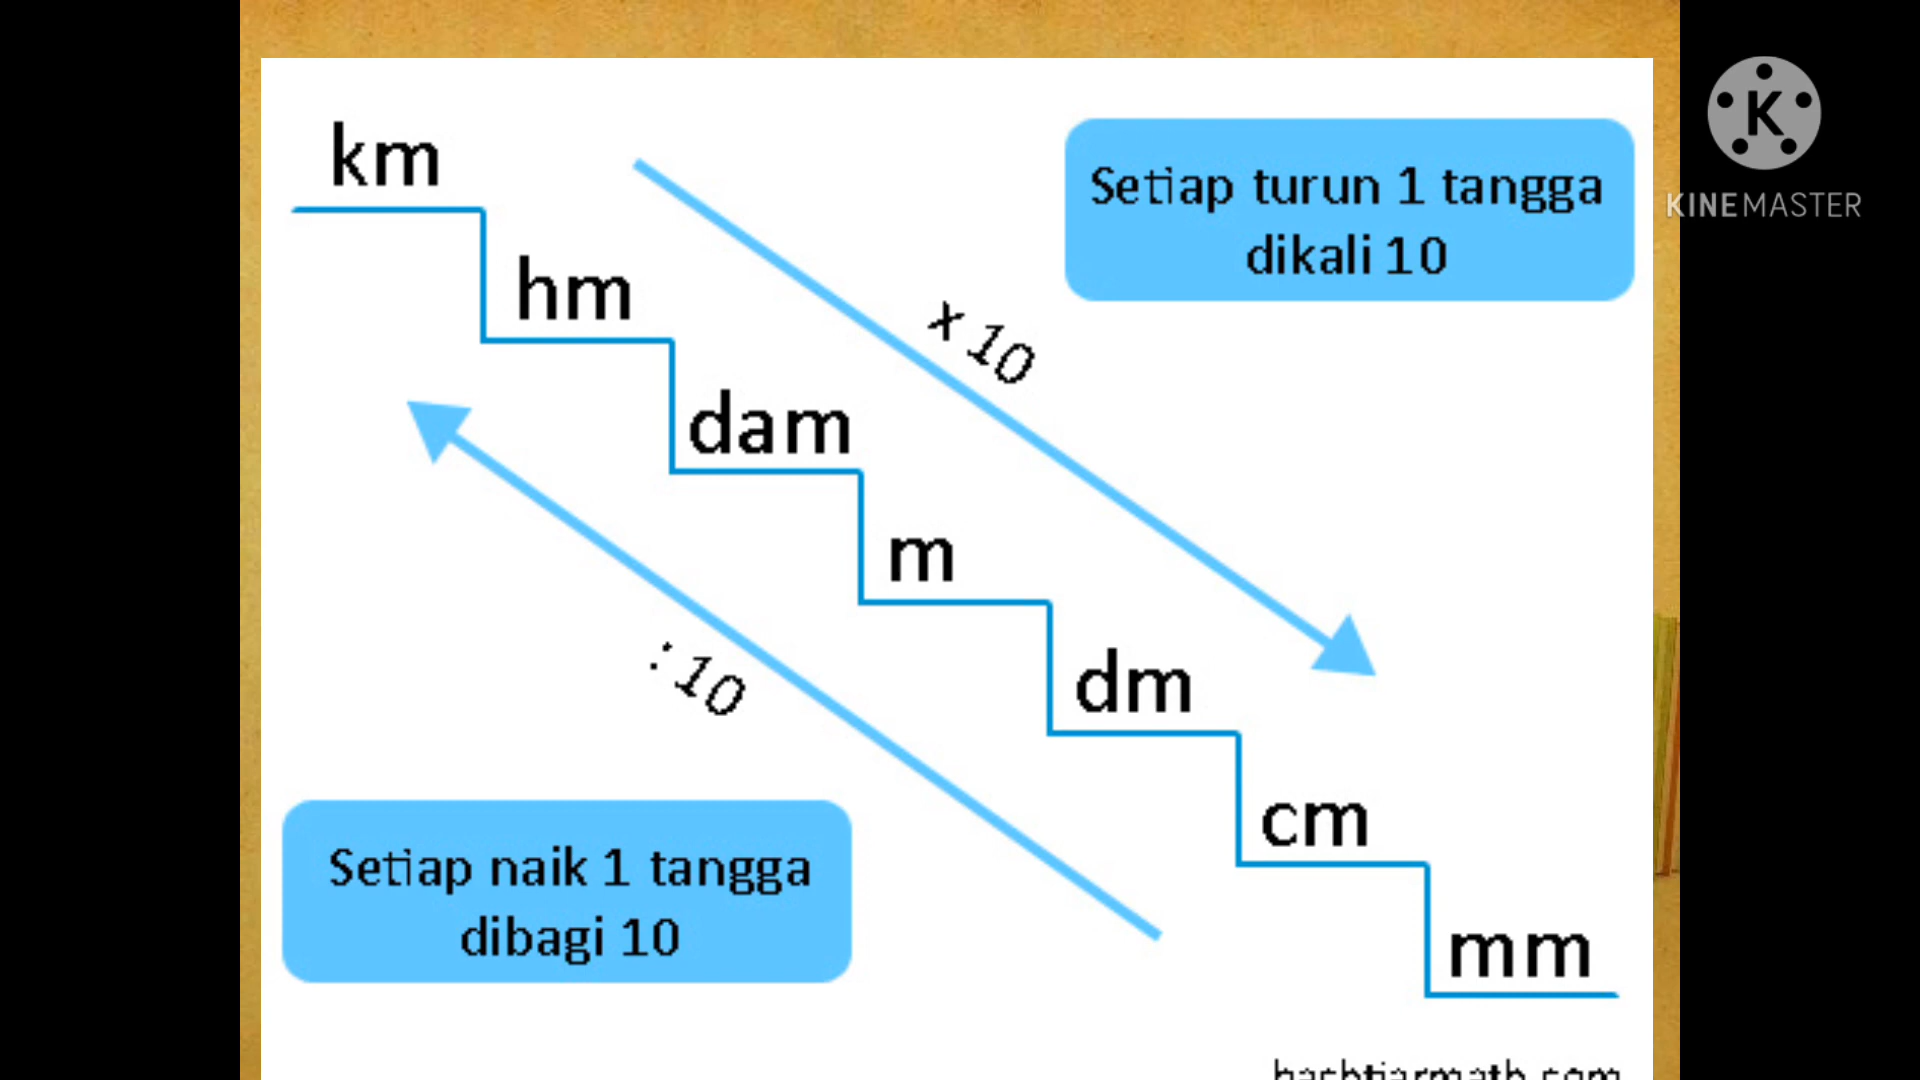 km
hm
dam
m
dm
cm
mm
x 10
: 10
Setiap turun 1 tangga
dikali 10
Setiap naik 1 tangga
dibagi 10
K
KINEMASTER